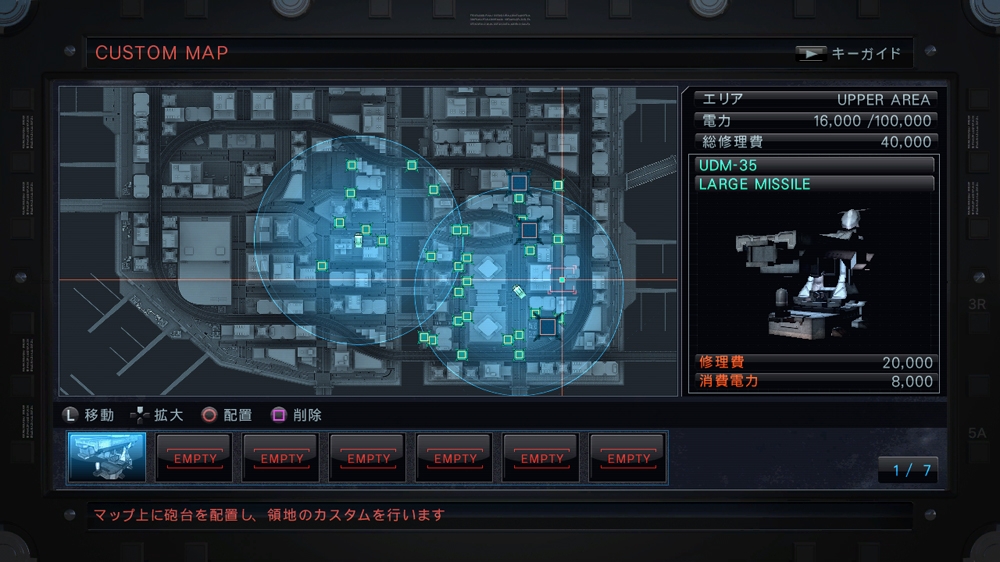 CUSTOM MAP
キーガイド
エリア UPPER AREA
電力 16,000 /100,000
総修理費 40,000
UDM-35
LARGE MISSILE
修理費 20,000
消費電力 8,000
L 移動 拡大 配置 削除
EMPTY EMPTY EMPTY EMPTY EMPTY EMPTY
1 / 7
マップ上に砲台を配置し、領地のカスタムを行います
3R
5A